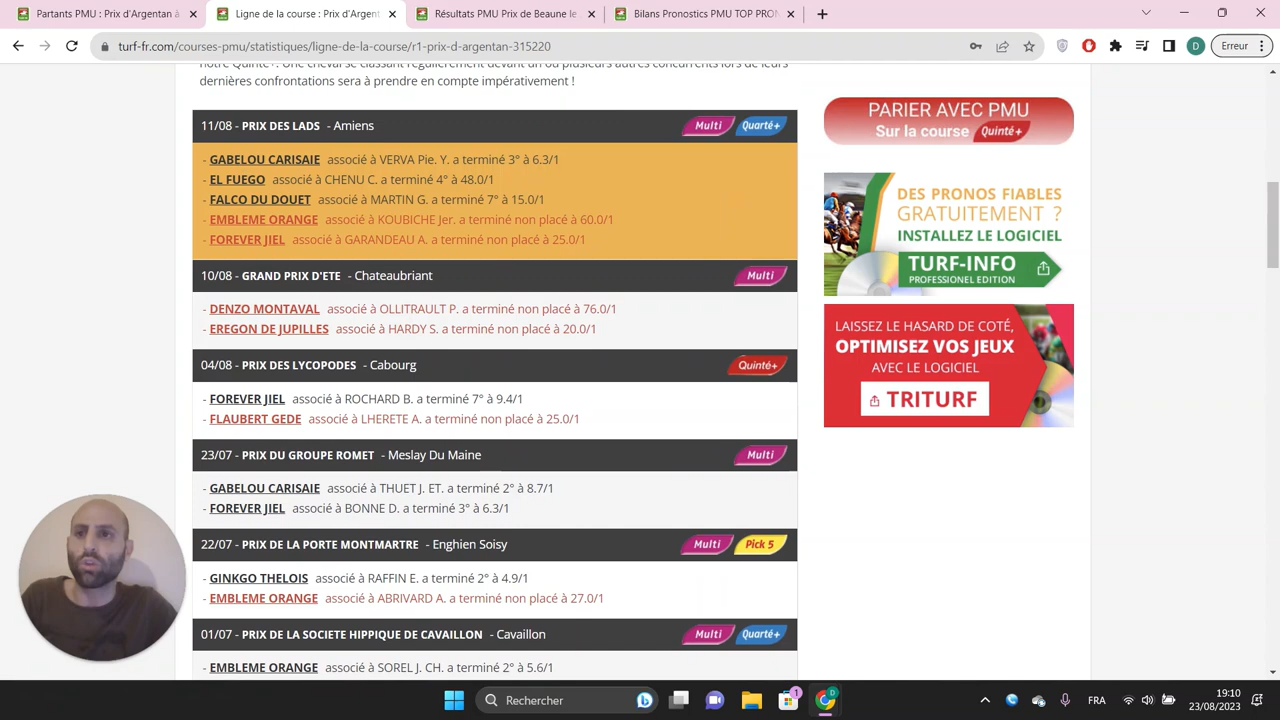 Partants PMU : Prix d'Argentan à
Ligne de la course : Prix d'Argent
Résultats PMU Prix de Beaune le
Bilans Pronostics PMU TOP PRON
turf-fr.com/courses-pmu/statistiques/ligne-de-la-course/r1-prix-d-argentan-315220
D
Erreur
notre Quinté+. Une cheval se classant régulièrement devant un ou plusieurs autres concurrents lors de leurs
dernières confrontations sera à prendre en compte impérativement !
11/08 - PRIX DES LADS - Amiens Multi Quarté+
- GABELOU CARISAIE associé à VERVA Pie. Y. a terminé 3° à 6.3/1
- EL FUEGO associé à CHENU C. a terminé 4° à 48.0/1
- FALCO DU DOUET associé à MARTIN G. a terminé 7° à 15.0/1
- EMBLEME ORANGE associé à KOUBICHE Jer. a terminé non placé à 60.0/1
- FOREVER JIEL associé à GARANDEAU A. a terminé non placé à 25.0/1
10/08 - GRAND PRIX D'ETE - Chateaubriant Multi
- DENZO MONTAVAL associé à OLLITRAULT P. a terminé non placé à 76.0/1
- EREGON DE JUPILLES associé à HARDY S. a terminé non placé à 20.0/1
04/08 - PRIX DES LYCOPODES - Cabourg Quinté+
- FOREVER JIEL associé à ROCHARD B. a terminé 7° à 9.4/1
- FLAUBERT GEDE associé à LHERETE A. a terminé non placé à 25.0/1
23/07 - PRIX DU GROUPE ROMET - Meslay Du Maine Multi
- GABELOU CARISAIE associé à THUET J. ET. a terminé 2° à 8.7/1
- FOREVER JIEL associé à BONNE D. a terminé 3° à 6.3/1
22/07 - PRIX DE LA PORTE MONTMARTRE - Enghien Soisy Multi Pick 5
- GINKGO THELOIS associé à RAFFIN E. a terminé 2° à 4.9/1
- EMBLEME ORANGE associé à ABRIVARD A. a terminé non placé à 27.0/1
01/07 - PRIX DE LA SOCIETE HIPPIQUE DE CAVAILLON - Cavaillon Multi Quarté+
- EMBLEME ORANGE associé à SOREL J. CH. a terminé 2° à 5.6/1
PARIER AVEC PMU
Sur la course Quinté+
DES PRONOS FIABLES
GRATUITEMENT ?
INSTALLEZ LE LOGICIEL
TURF-INFO
PROFESSIONEL EDITION
LAISSEZ LE HASARD DE COTÉ,
OPTIMISEZ VOS JEUX
AVEC LE LOGICIEL
TRITURF
Rechercher
1
D
FRA
19:10
23/08/2023